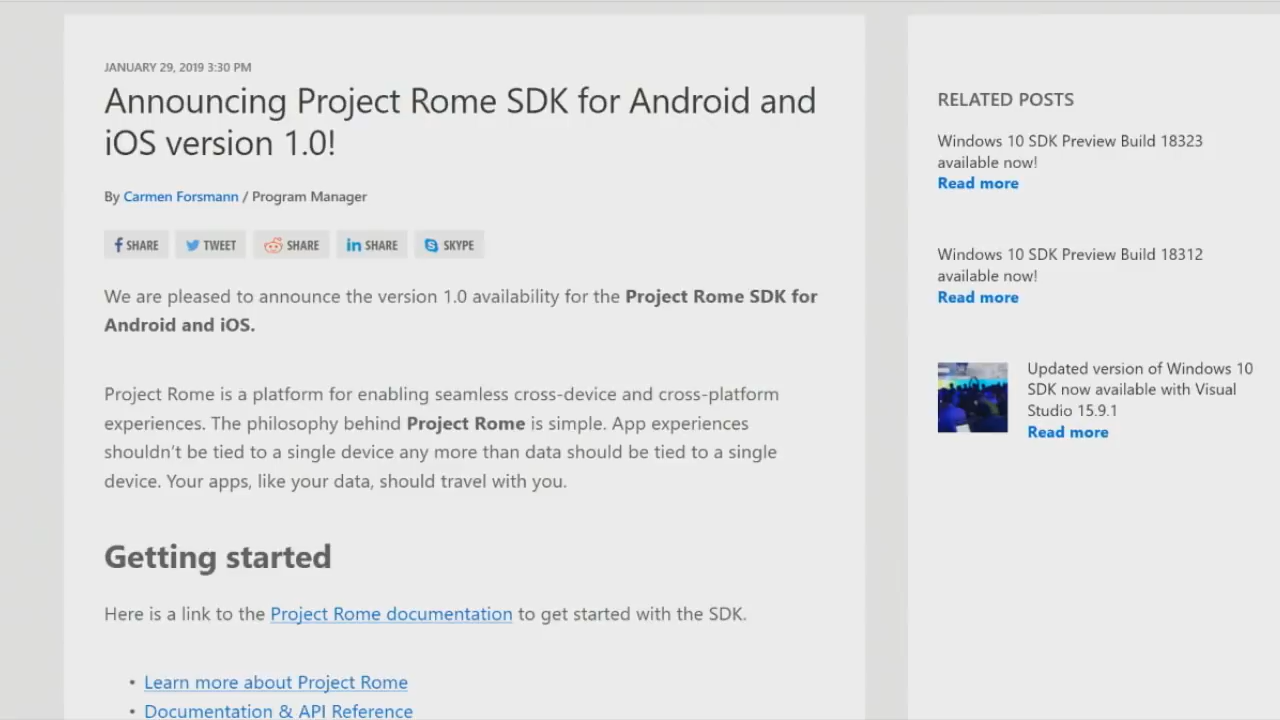 JANUARY 29, 2019 3:30 PM
Announcing Project Rome SDK for Android and
iOS version 1.0!
By Carmen Forsmann / Program Manager
SHARE
TWEET
SHARE
in SHARE
SKYPE
We are pleased to announce the version 1.0 availability for the Project Rome SDK for
Android and iOS.
Project Rome is a platform for enabling seamless cross-device and cross-platform
experiences. The philosophy behind Project Rome is simple. App experiences
shouldn't be tied to a single device any more than data should be tied to a single
device. Your apps, like your data, should travel with you.
Getting started
Here is a link to the Project Rome documentation to get started with the SDK.
• Learn more about Project Rome
• Documentation & API Reference
RELATED POSTS
Windows 10 SDK Preview Build 18323
available now!
Read more
Windows 10 SDK Preview Build 18312
available now!
Read more
Updated version of Windows 10
SDK now available with Visual
Studio 15.9.1
Read more